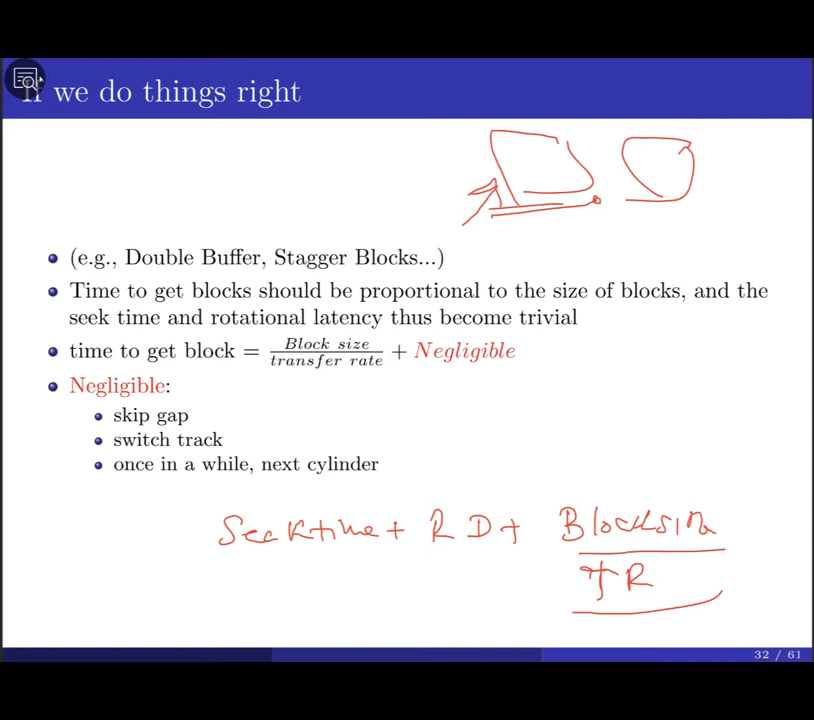 If we do things right
(e.g., Double Buffer, Stagger Blocks...)
Time to get blocks should be proportional to the size of blocks, and the
seek time and rotational latency thus become trivial
time to get block = Block size / transfer rate + Negligible
Negligible:
skip gap
switch track
once in a while, next cylinder
Seektime + R D +
TR
32 / 61